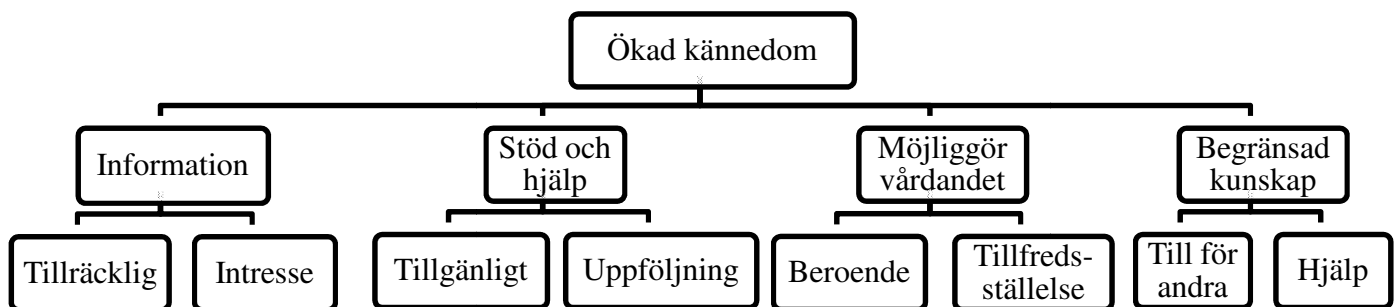 Ökad kännedom
Information
Stöd och
hjälp
Möjliggör
vårdandet
Begränsad
kunskap
Tillräcklig
Intresse
Tillgänligt
Uppföljning
Beroende
Tillfreds-
ställelse
Till för
andra
Hjälp